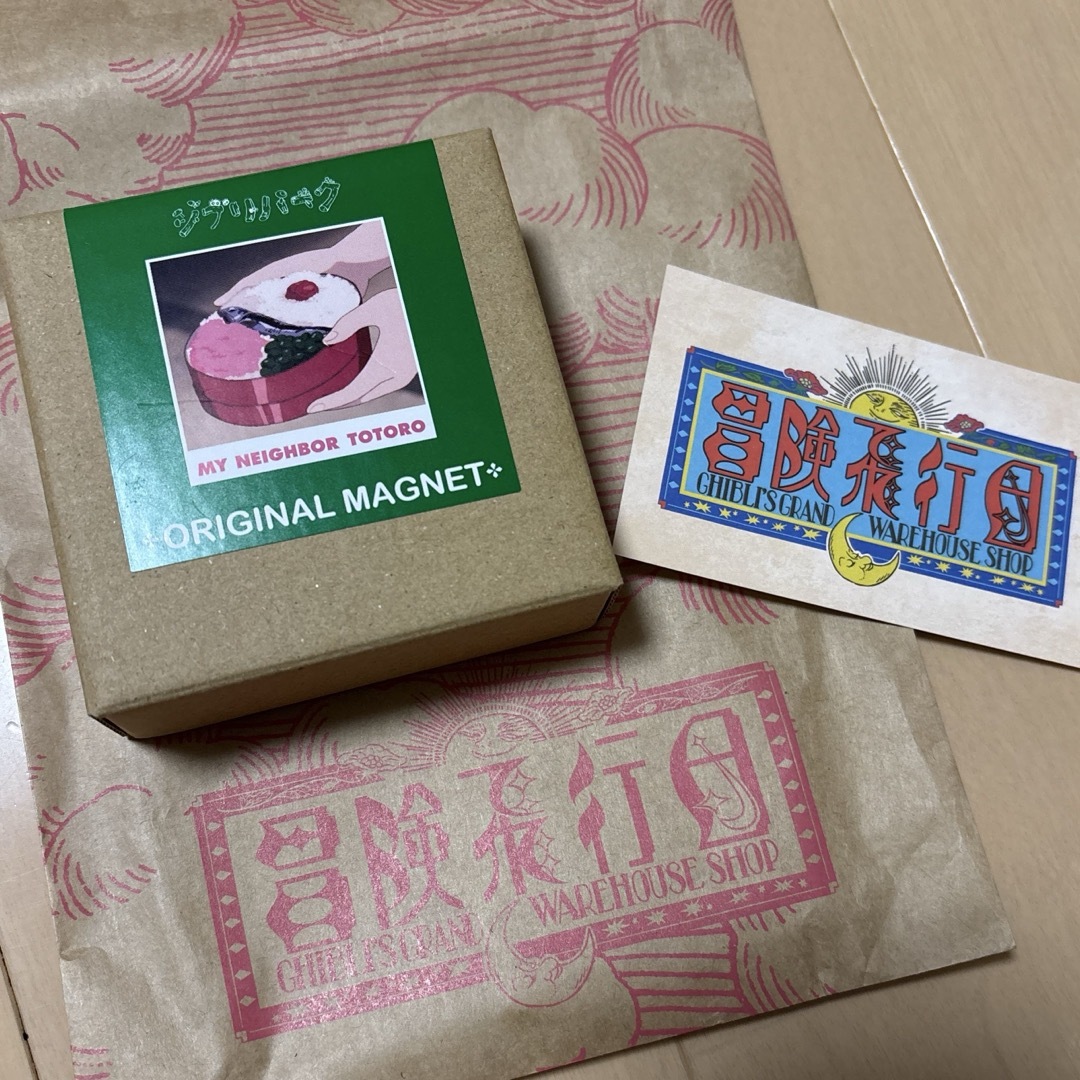 ジブリパーク
MY NEIGHBOR TOTORO
ORIGINAL MAGNET
冒険飛行団
GHIBLI'S GRAND WAREHOUSE SHOP
冒険飛行団
GHIBLI'S GRAND WAREHOUSE SHOP